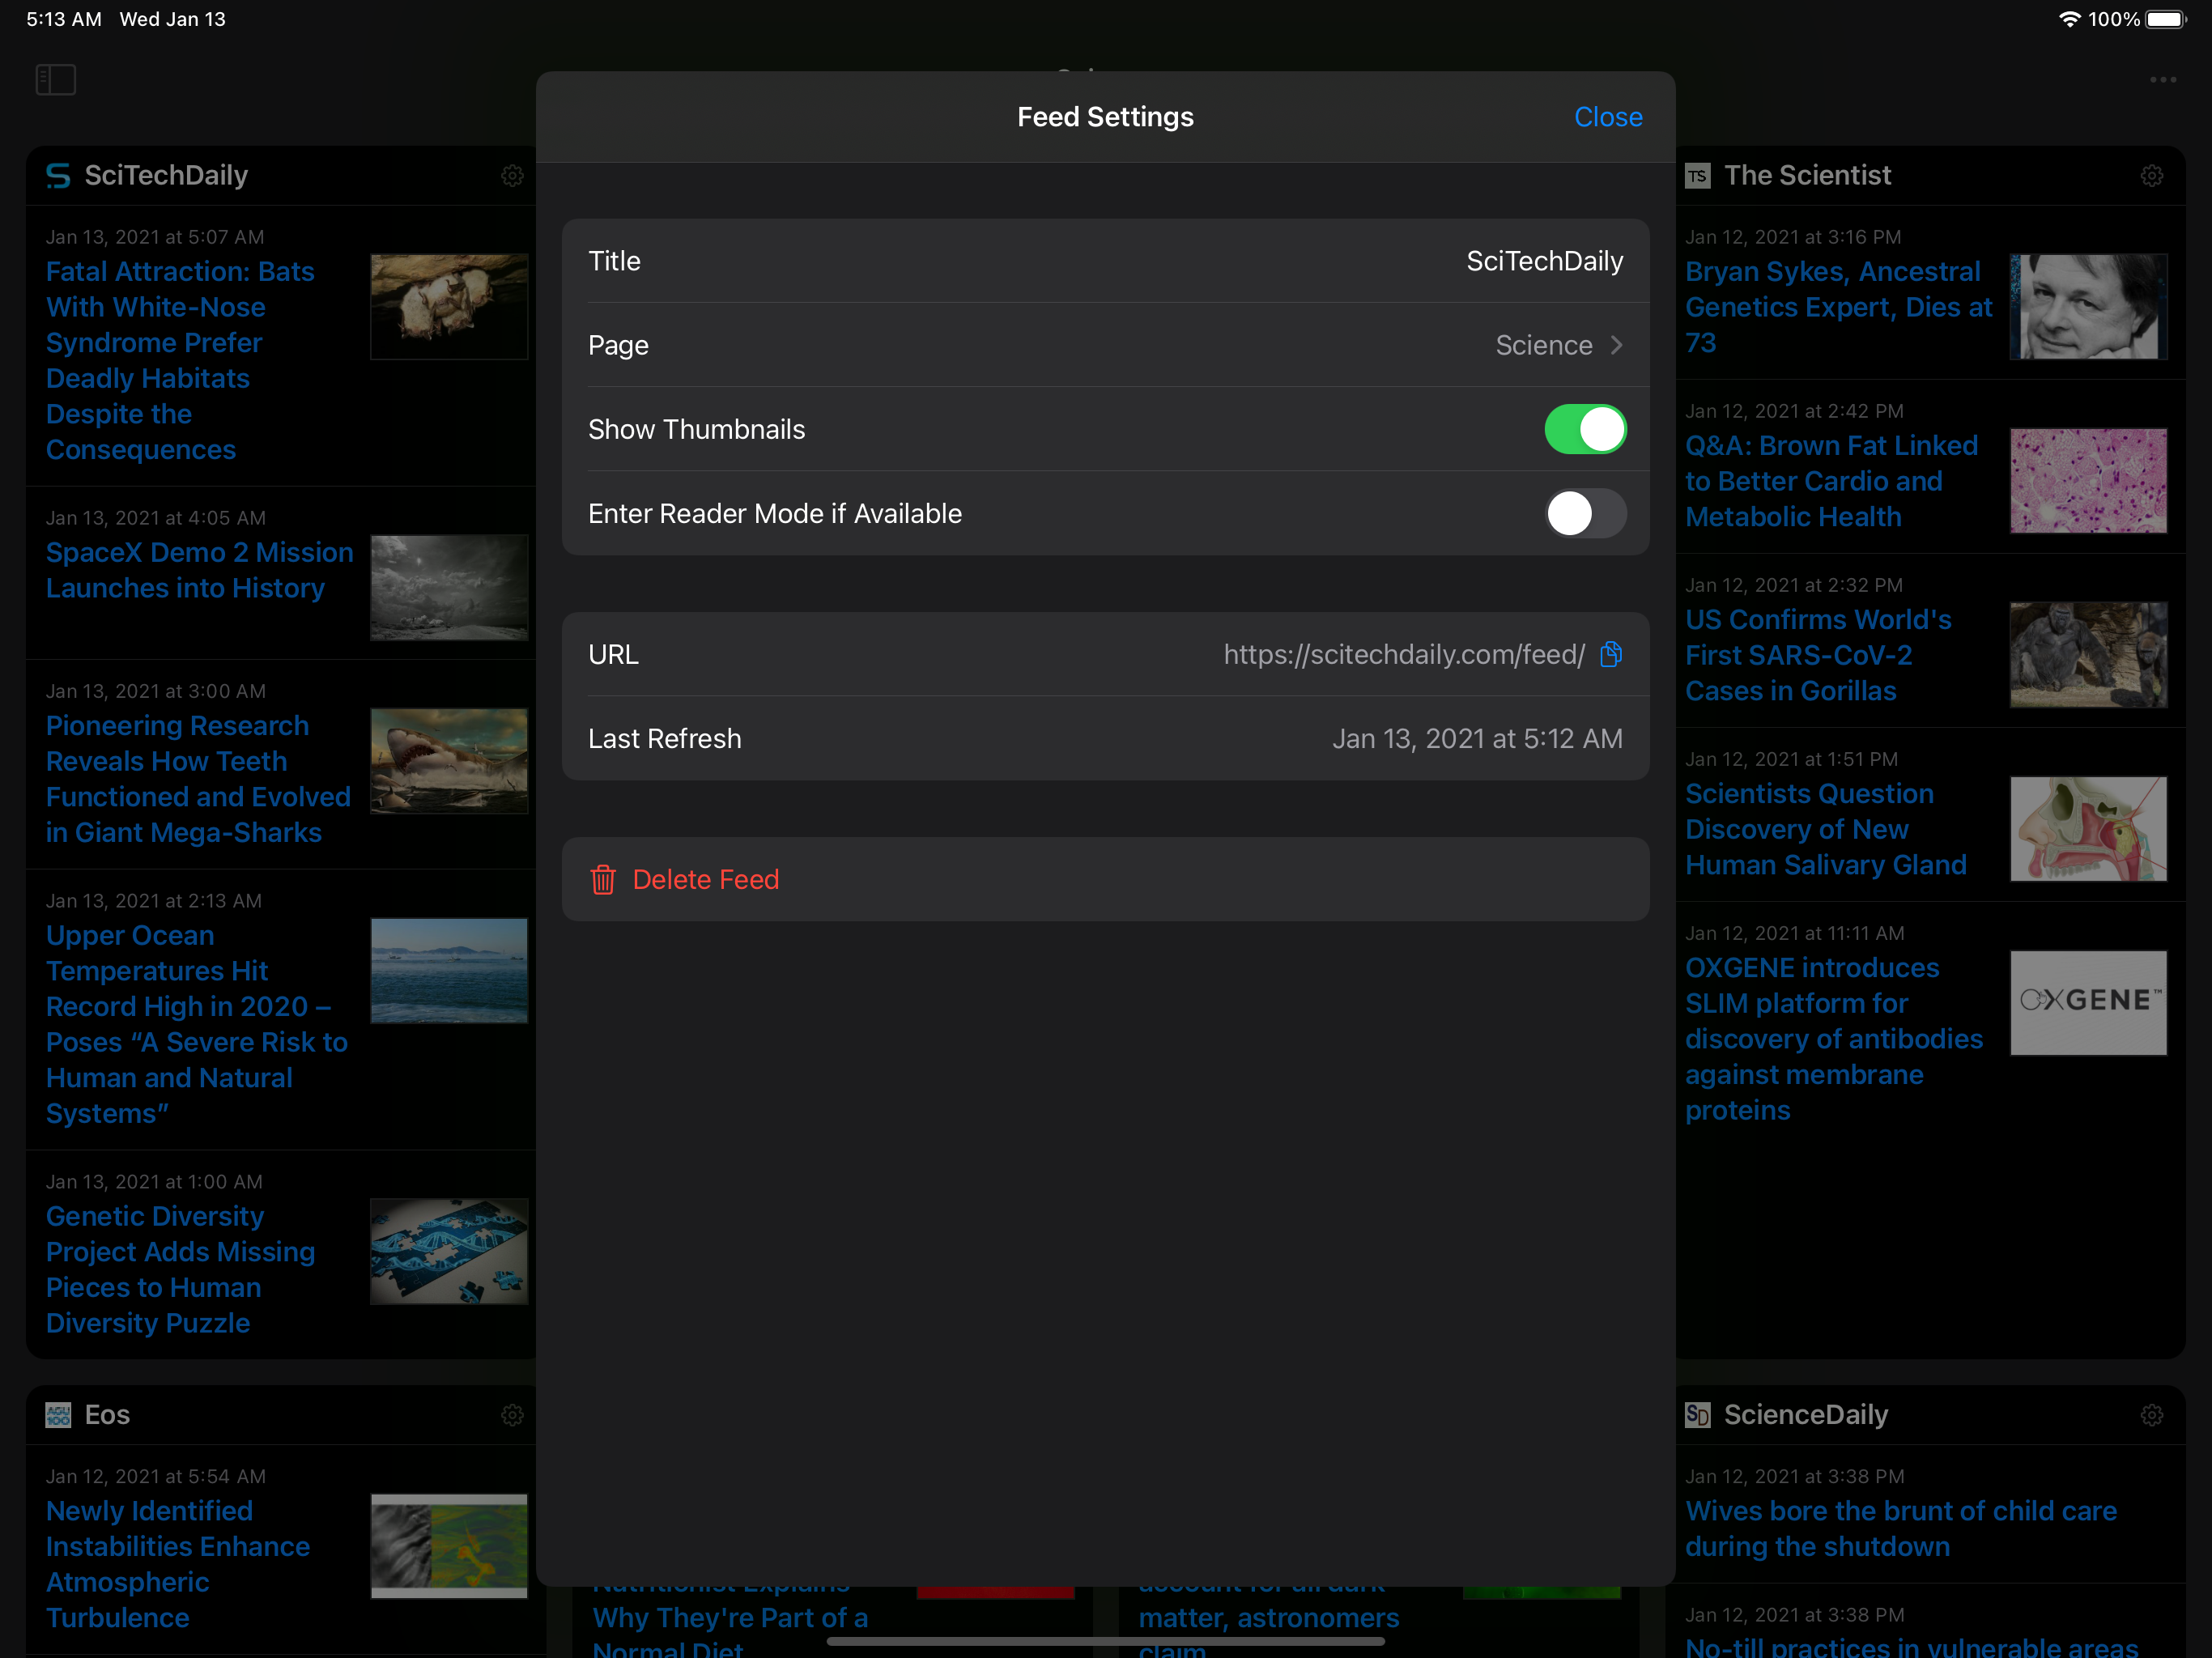 5:13 AM Wed Jan 13
100%
SciTechDaily
Jan 13, 2021 at 5:07 AM
Fatal Attraction: Bats
With White-Nose
Syndrome Prefer
Deadly Habitats
Despite the
Consequences
Jan 13, 2021 at 4:05 AM
SpaceX Demo 2 Mission
Launches into History
Jan 13, 2021 at 3:00 AM
Pioneering Research
Reveals How Teeth
Functioned and Evolved
in Giant Mega-Sharks
Jan 13, 2021 at 2:13 AM
Upper Ocean
Temperatures Hit
Record High in 2020 –
Poses “A Severe Risk to
Human and Natural
Systems”
Jan 13, 2021 at 1:00 AM
Genetic Diversity
Project Adds Missing
Pieces to Human
Diversity Puzzle
AGU
100
Eos
Jan 12, 2021 at 5:54 AM
Newly Identified
Instabilities Enhance
Atmospheric
Turbulence
Feed Settings
Close
Title
SciTechDaily
Page
Science
Show Thumbnails
Enter Reader Mode if Available
URL
https://scitechdaily.com/feed/
Last Refresh
Jan 13, 2021 at 5:12 AM
Delete Feed
Nutritionist Explains
Why They're Part of a
Normal Diet
account for all dark
matter, astronomers
claim
TS
The Scientist
Jan 12, 2021 at 3:16 PM
Bryan Sykes, Ancestral
Genetics Expert, Dies at
73
Jan 12, 2021 at 2:42 PM
Q&A: Brown Fat Linked
to Better Cardio and
Metabolic Health
Jan 12, 2021 at 2:32 PM
US Confirms World's
First SARS-CoV-2
Cases in Gorillas
Jan 12, 2021 at 1:51 PM
Scientists Question
Discovery of New
Human Salivary Gland
Jan 12, 2021 at 11:11 AM
OXGENE introduces
SLIM platform for
discovery of antibodies
against membrane
proteins
OXGENE™
SD
ScienceDaily
Jan 12, 2021 at 3:38 PM
Wives bore the brunt of child care
during the shutdown
Jan 12, 2021 at 3:38 PM
No-till practices in vulnerable areas